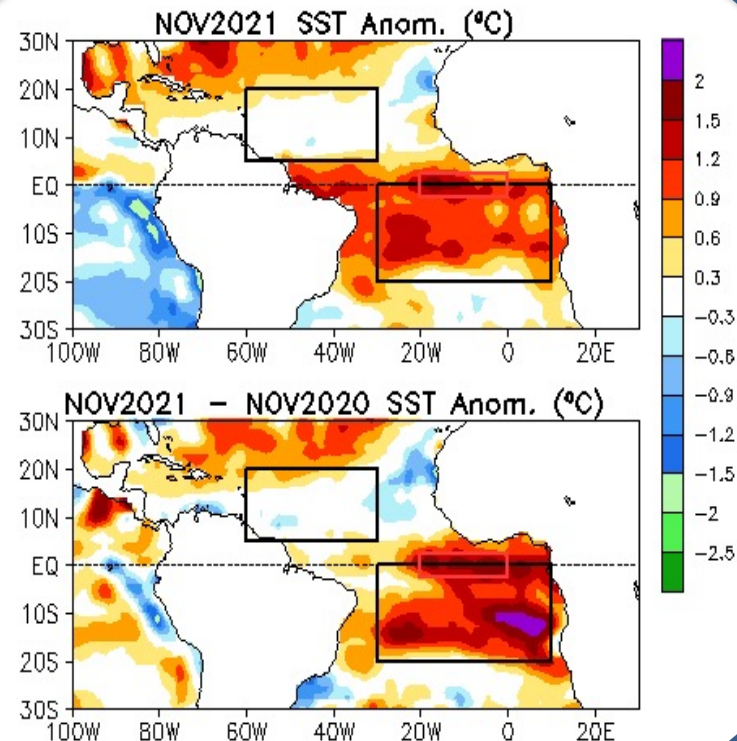 NOV2021 SST Anom. (ºC)
30N
20N
10N
EQ
10S
20S
30S
100W 80W 60W 40W 20W 0 20E
NOV2021 – NOV2020 SST Anom. (ºC)
30N
20N
10N
EQ
10S
20S
30S
100W 80W 60W 40W 20W 0 20E
2
1.5
1.2
0.9
0.6
0.3
−0.3
−0.6
−0.9
−1.2
−1.5
−2
−2.5